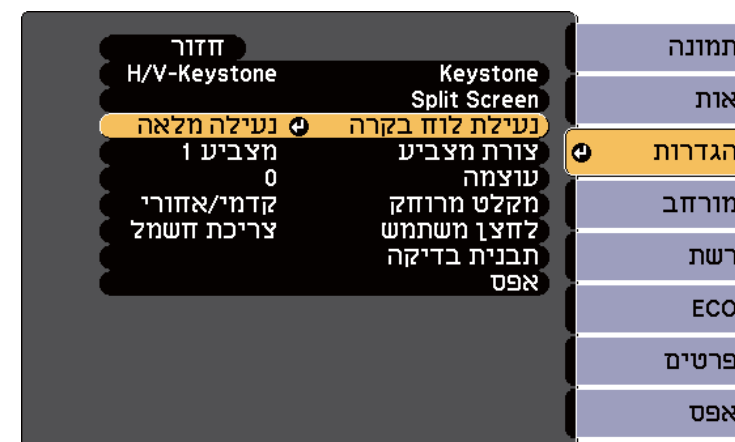 תמונה
אות
הגדרות
מורחב
רשת
ECO
פרטים
אפס
חזור
Keystone H/V-Keystone
Split Screen
נעילת לוח בקרה נעילה מלאה
צורת מצביע מצביע 1
עוצמה 0
מקלט מרוחק קדמי/אחורי
לחצן משתמש צריכת חשמל
תבנית בדיקה
אפס